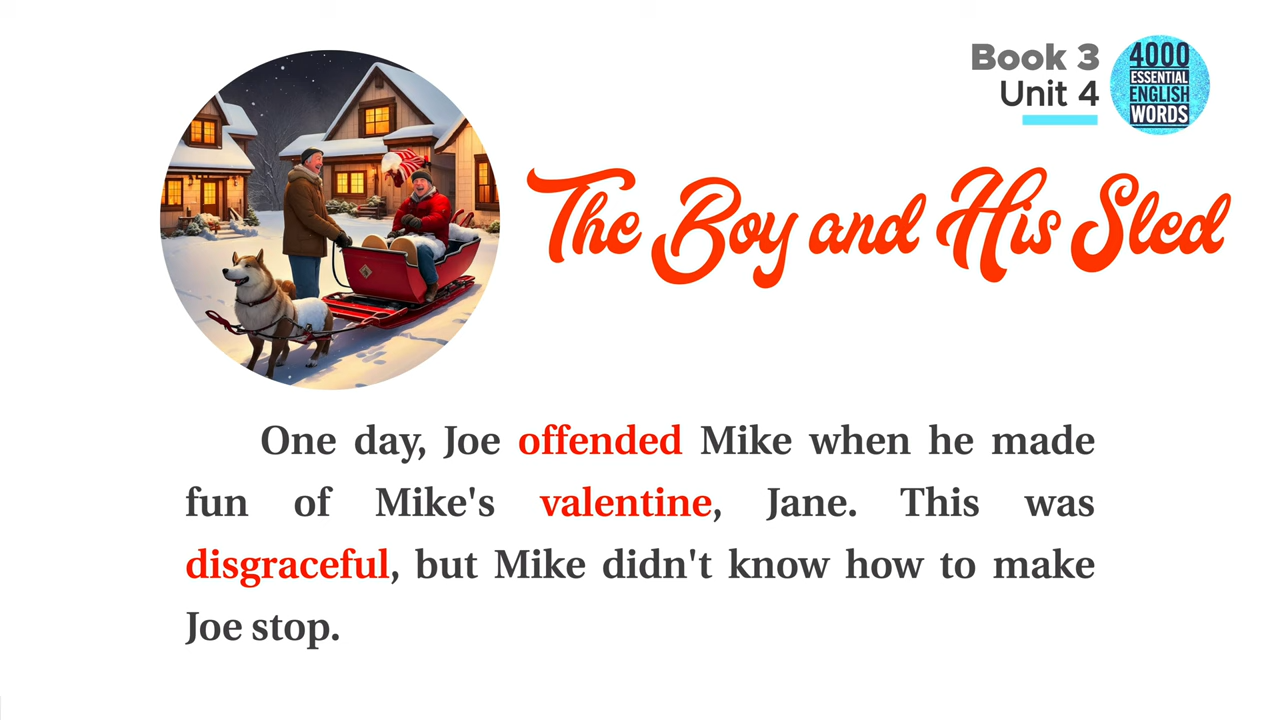 Book 3
Unit 4
4000
ESSENTIAL
ENGLISH
WORDS
The Boy and His Sled
One day, Joe offended Mike when he made
fun of Mike's valentine, Jane. This was
disgraceful, but Mike didn't know how to make
Joe stop.